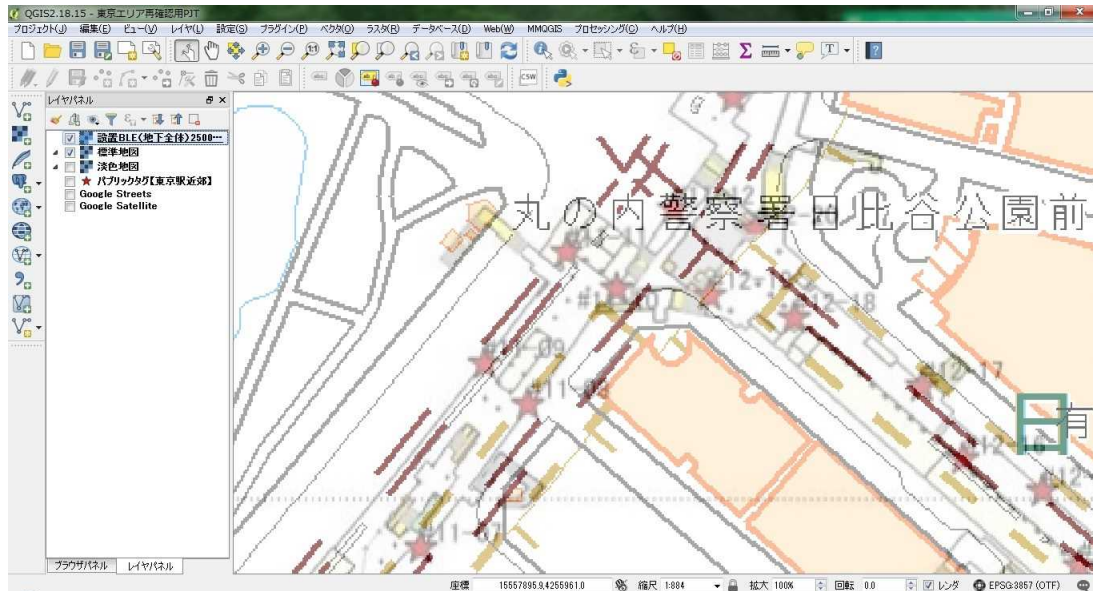 QGIS2.18.15 - 東京エリア再確認用PJT
プロジェクト(J) 編集(E) ビュー(V) レイヤ(L) 設定(S) プラグイン(P) ベクタ(O) ラスタ(R) データベース(D) Web(W) MMQGIS プロセッシング(C) ヘルプ(H)
CSW
レイヤパネル
設置BLE(地下全体)2500…
標準地図
淡色地図
パブリックタグ【東京駅近郊】
Google Streets
Google Satellite
丸の内警察署日比谷公園前
#12-18
#11-09
#12-17
#11-08
日
有
#12-16
#11-07
ブラウザパネル レイヤパネル
座標 15557895.9,4255961.0 縮尺 1:884 拡大 100% 回転 0.0 レンダ EPSG:3857 (OTF)